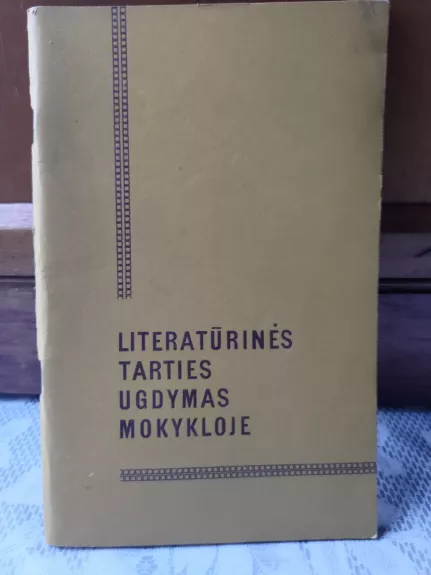 LITERATŪRINĖS
TARTIES
UGDYMAS
MOKYKLOJE